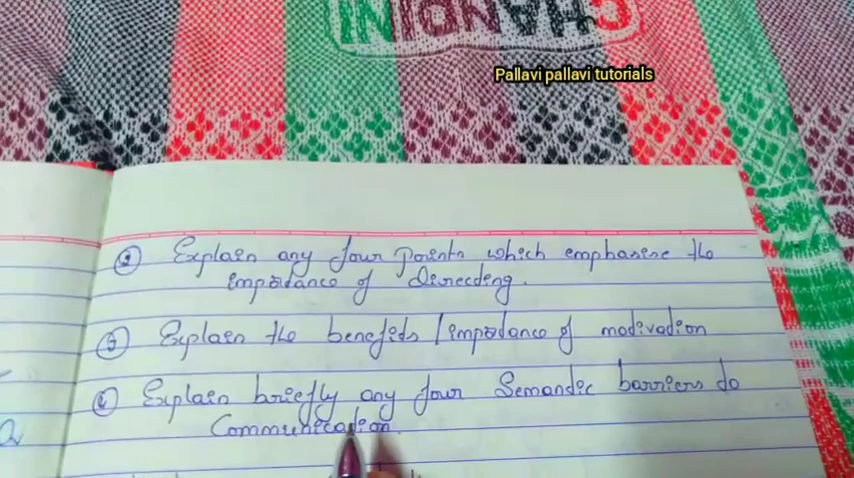 CHANDINI
Pallavi pallavi tutorials
Explain any four points which emphasise the
importance of directing.
Explain the benefits / importance of motivation
Explain briefly any four Semantic barriers to
Communication.